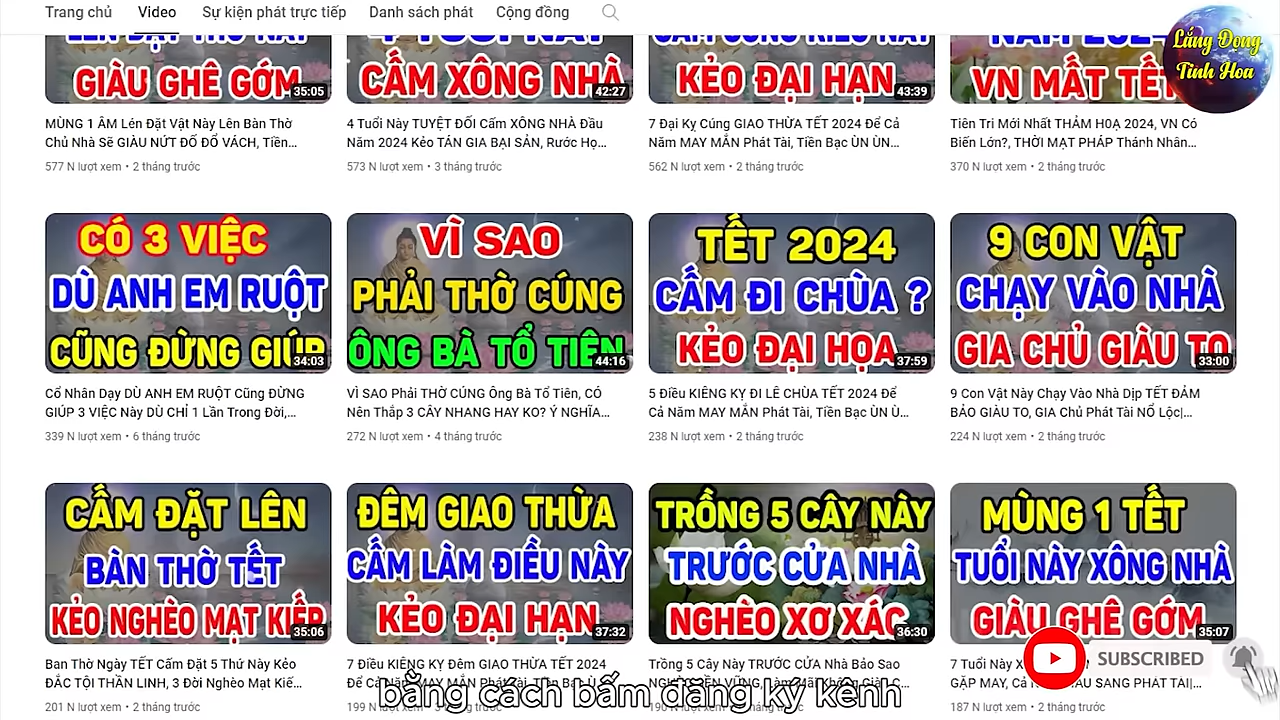 Trang chủ Video Sự kiện phát trực tiếp Danh sách phát Cộng đồng
Lắng Đọng
Tinh Hoa
GIÀU GHÊ GỚM
35:05
CẤM XÔNG NHÀ
42:27
KẺO ĐẠI HẠN
43:39
VN MẤT TẾT
MÙNG 1 ÂM Lén Đặt Vật Này Lên Bàn Thờ
Chủ Nhà Sẽ GIÀU NỨT ĐỐ ĐỔ VÁCH, Tiền...
577 N lượt xem • 2 tháng trước
4 Tuổi Này TUYỆT ĐỐI Cấm XÔNG NHÀ Đầu
Năm 2024 Kẻo TÁN GIA BẠI SẢN, Rước Họ...
573 N lượt xem • 3 tháng trước
7 Đại Kỵ Cúng GIAO THỪA TẾT 2024 Để Cả
Năm MAY MẮN Phát Tài, Tiền Bạc ÙN ÙN...
562 N lượt xem • 2 tháng trước
Tiên Tri Mới Nhất THẢM HOẠ 2024, VN Có
Biến Lớn?, THỜI MẠT PHÁP Thánh Nhân...
370 N lượt xem • 2 tháng trước
CÓ 3 VIỆC
DÙ ANH EM RUỘT
CŨNG ĐỪNG GIÚP
34:03
VÌ SAO
PHẢI THỜ CÚNG
ÔNG BÀ TỔ TIÊN
44:16
TẾT 2024
CẤM ĐI CHÙA ?
KẺO ĐẠI HỌA
37:59
9 CON VẬT
CHẠY VÀO NHÀ
GIA CHỦ GIÀU TO
33:00
Cổ Nhân Dạy DÙ ANH EM RUỘT Cũng ĐỪNG
GIÚP 3 VIỆC Này DÙ CHỈ 1 Lần Trong Đời,...
339 N lượt xem • 6 tháng trước
VÌ SAO Phải THỜ CÚNG Ông Bà Tổ Tiên, CÓ
Nên Thắp 3 CÂY NHANG HAY KO? Ý NGHĨA...
272 N lượt xem • 4 tháng trước
5 Điều KIÊNG KỴ ĐI LỄ CHÙA TẾT 2024 Để
Cả Năm MAY MẮN Phát Tài, Tiền Bạc ÙN Ù...
238 N lượt xem • 2 tháng trước
9 Con Vật Này Chạy Vào Nhà Dịp TẾT ĐẢM
BẢO GIÀU TO, GIA Chủ Phát Tài NỔ Lộc|...
224 N lượt xem • 2 tháng trước
CẤM ĐẶT LÊN
BÀN THỜ TẾT
KẺO NGHÈO MẠT KIẾP
35:06
ĐÊM GIAO THỪA
CẤM LÀM ĐIỀU NÀY
KẺO ĐẠI HẠN
37:32
TRỒNG 5 CÂY NÀY
TRƯỚC CỬA NHÀ
NGHÈO XƠ XÁC
36:30
MÙNG 1 TẾT
TUỔI NÀY XÔNG NHÀ
GIÀU GHÊ GỚM
35:07
Ban Thờ Ngày TẾT Cấm Đặt 5 Thứ Này Kẻo
ĐẮC TỘI THẦN LINH, 3 Đời Nghèo Mạt Kiế...
201 N lượt xem • 2 tháng trước
7 Điều KIÊNG KỴ Đêm GIAO THỪA TẾT 2024
Để Cả Năm MAY MẮN Phát Tài, Tiền Bạc Ù...
199 N
Trồng 5 Cây Này TRƯỚC CỬA Nhà Bảo Sao
7 Tuổi Này
187 N lượt xem • 2 tháng trước
SUBSCRIBED
bằng cách bấm đăng ký kênh